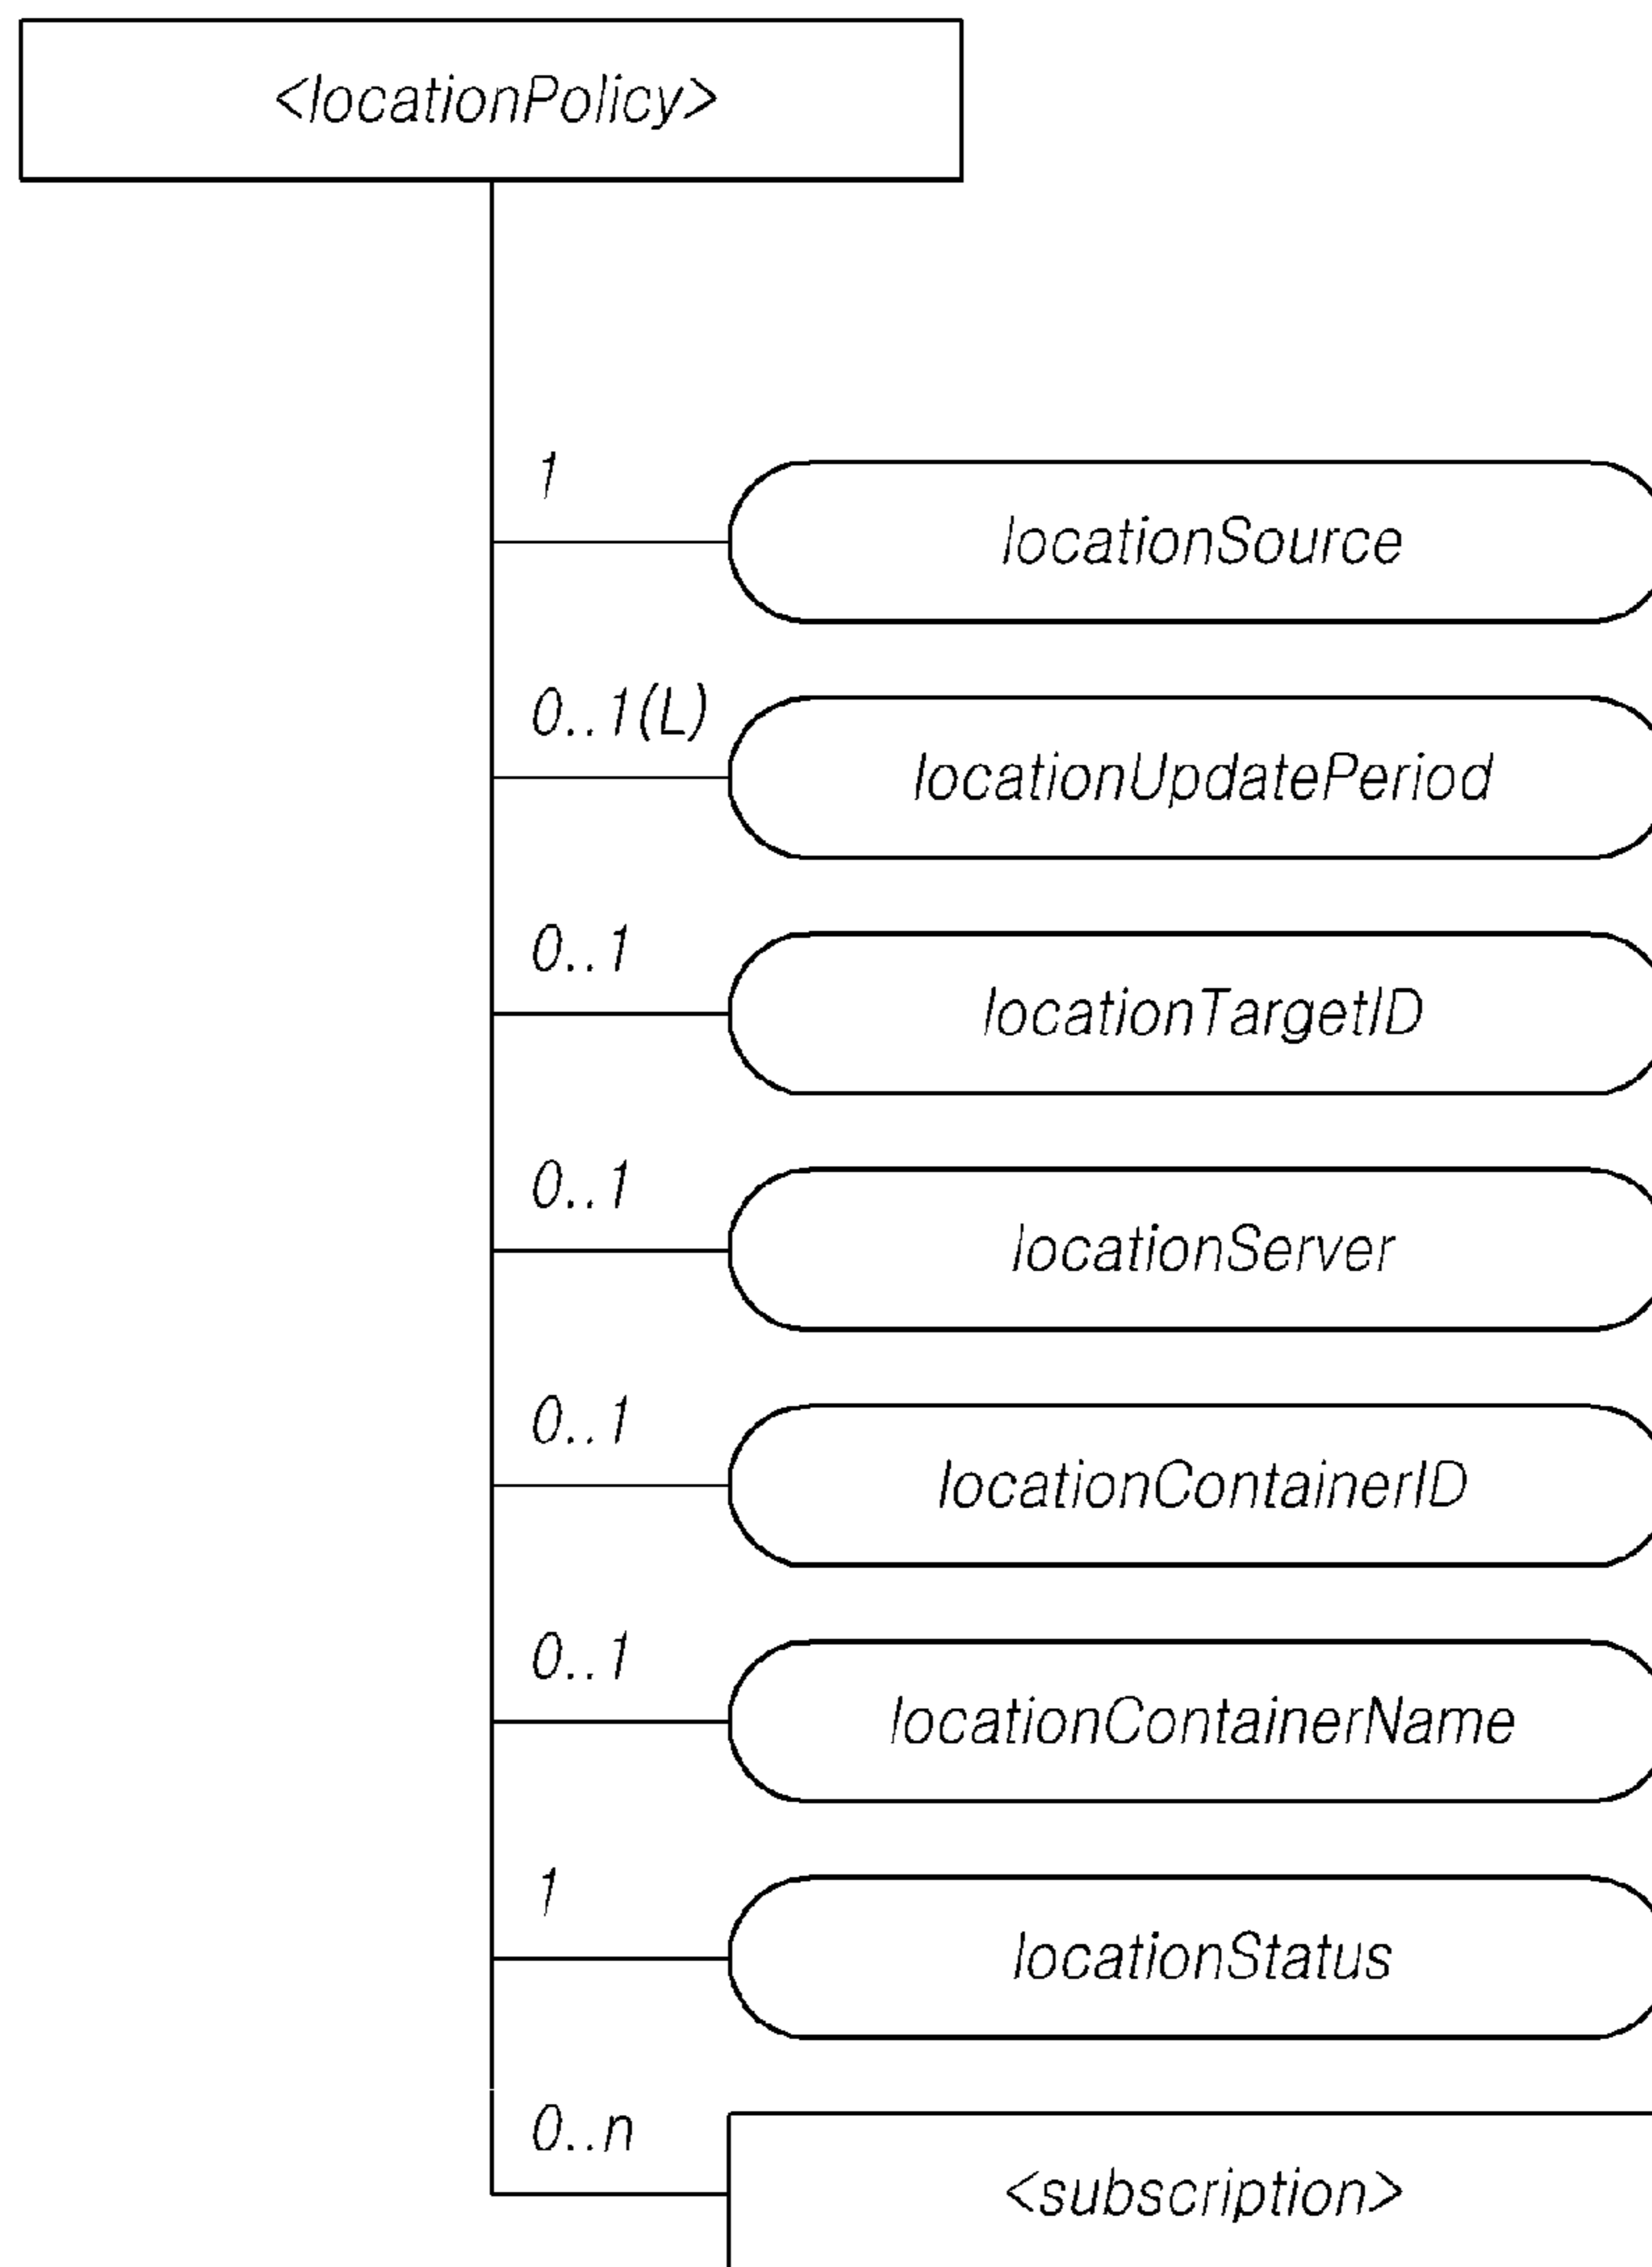 <locationPolicy>
1
locationSource
0..1(L)
locationUpdatePeriod
0..1
locationTargetID
0..1
locationServer
0..1
locationContainerID
0..1
locationContainerName
1
locationStatus
0..n
<subscription>